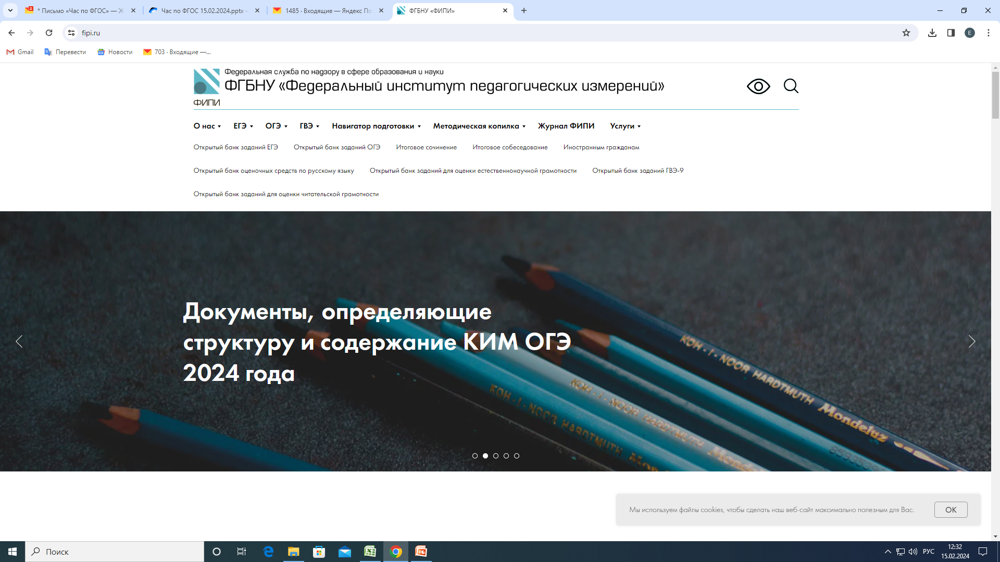 * Письмо «Час по ФГОС» — Ж
Час по ФГОС 15.02.2024.pptx -
1485 · Входящие — Яндекс По
ФГБНУ «ФИПИ»
fipi.ru
E
Gmail
Перевести
Новости
703 · Входящие —...
Федеральная служба по надзору в сфере образования и науки
ФГБНУ «Федеральный институт педагогических измерений»
ФИПИ
О нас
ЕГЭ
ОГЭ
ГВЭ
Навигатор подготовки
Методическая копилка
Журнал ФИПИ
Услуги
Открытый банк заданий ЕГЭ
Открытый банк заданий ОГЭ
Итоговое сочинение
Итоговое собеседование
Иностранным гражданам
Открытый банк оценочных средств по русскому языку
Открытый банк заданий для оценки естественнонаучной грамотности
Открытый банк заданий ГВЭ-9
Открытый банк заданий для оценки читательской грамотности
Документы, определяющие
структуру и содержание КИМ ОГЭ
2024 года
KOH-I-NOOR HARDTMUTH Mondeluz
KOH-I-NOOR HARDTMUTH
KOH-I-NOOR HARDTMUTH
Мы используем файлы cookies, чтобы сделать наш веб-сайт максимально полезным для Вас.
OK
Поиск
РУС
12:32
15.02.2024